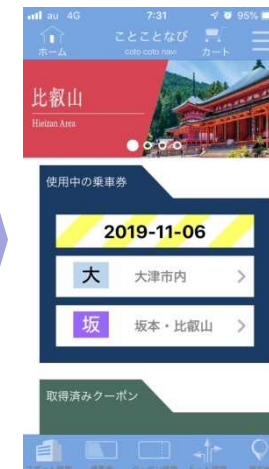 au 4G 7:31 95%
ことことなび
coto coto navi
ホーム
カート
比叡山
Hieizan Area
使用中の乗車券
2019-11-06
大 大津市内
坂 坂本・比叡山
取得済みクーポン